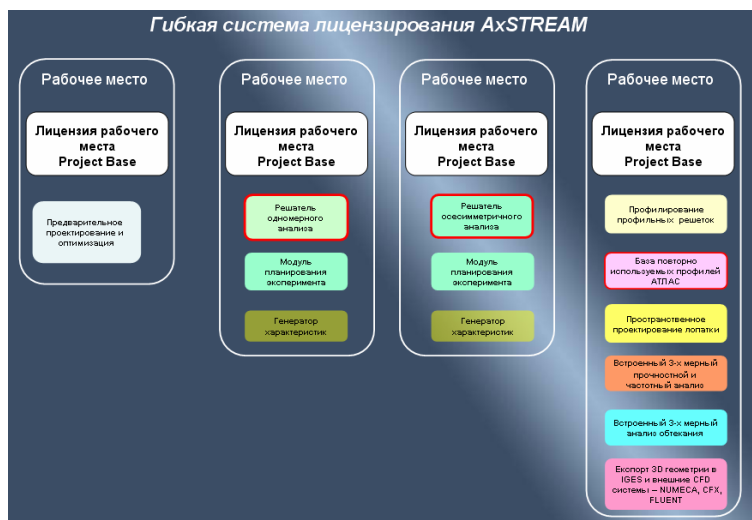 Гибкая система лицензирования AxSTREAM
Рабочее место
Лицензия рабочего
места
Project Base
Предварительное
проектирование и
оптимизация
Рабочее место
Лицензия рабочего
места
Project Base
Решатель
одномерного
анализа
Модуль
планирования
эксперимента
Генератор
характеристик
Рабочее место
Лицензия рабочего
места
Project Base
Решатель
осесимметричного
анализа
Модуль
планирования
эксперимента
Генератор
характеристик
Рабочее место
Лицензия рабочего
места
Project Base
Профилирование
профильных решеток
База повторно
используемых профилей
АТЛАС
Пространственное
проектирование лопатки
Встроенный 3-х мерный
прочностной и
частотный анализ
Встроенный 3-х мерный
анализ обтекания
Експорт 3D геометрии в
IGES и внешние CFD
системы – NUMECA, CFX,
FLUENT